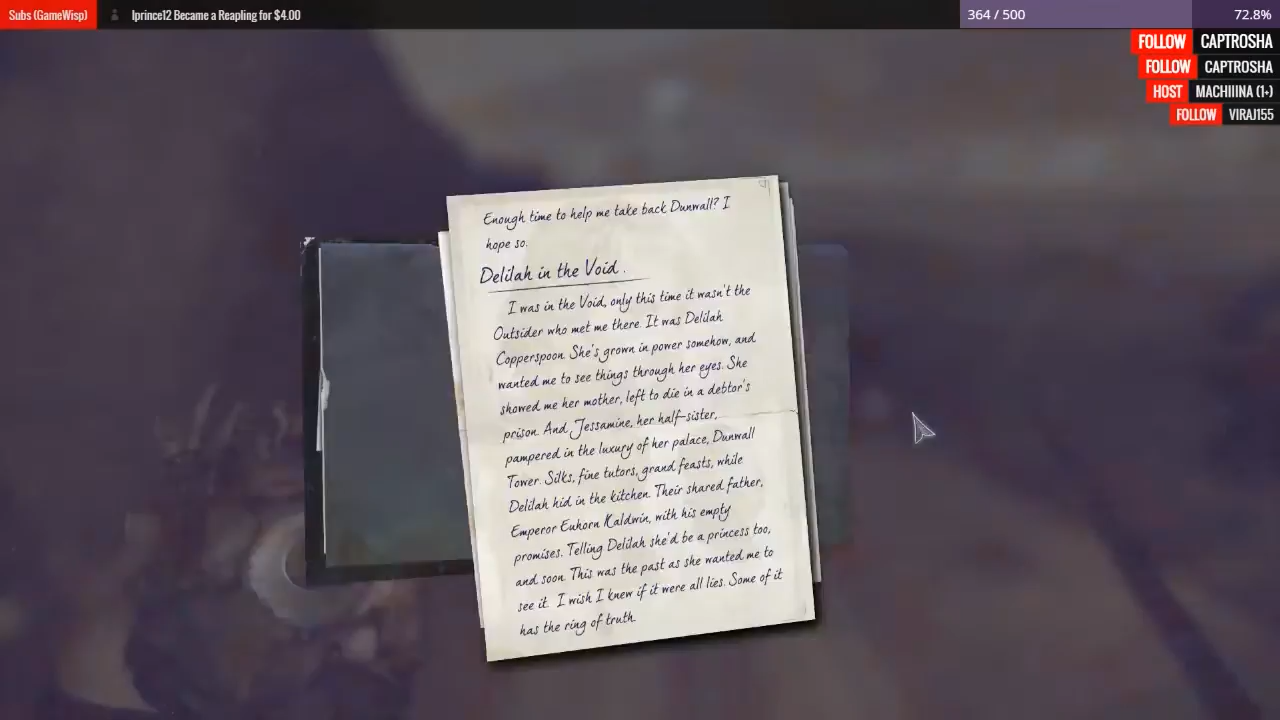 Subs (GameWisp) Iprince12 Became a Reapling for $4.00 364 / 500 72.8%
FOLLOW CAPTROSHA
FOLLOW CAPTROSHA
HOST MACHIIINA (1+)
FOLLOW VIRAJ155
Enough time to help me take back Dunwall? I
hope so.
Delilah in the Void.
I was in the Void, only this time it wasn't the
Outsider who met me there. It was Delilah
Copperspoon. She's grown in power somehow, and
wanted me to see things through her eyes. She
showed me her mother, left to die in a debtor's
prison. And Jessamine, her half-sister,
pampered in the luxury of her palace, Dunwall
Tower. Silks, fine tutors, grand feasts, while
Delilah hid in the kitchen. Their shared father,
Emperor Euhorn Kaldwin, with his empty
promises. Telling Delilah she'd be a princess too,
and soon. This was the past as she wanted me to
see it. I wish I knew if it were all lies. Some of it
has the ring of truth.